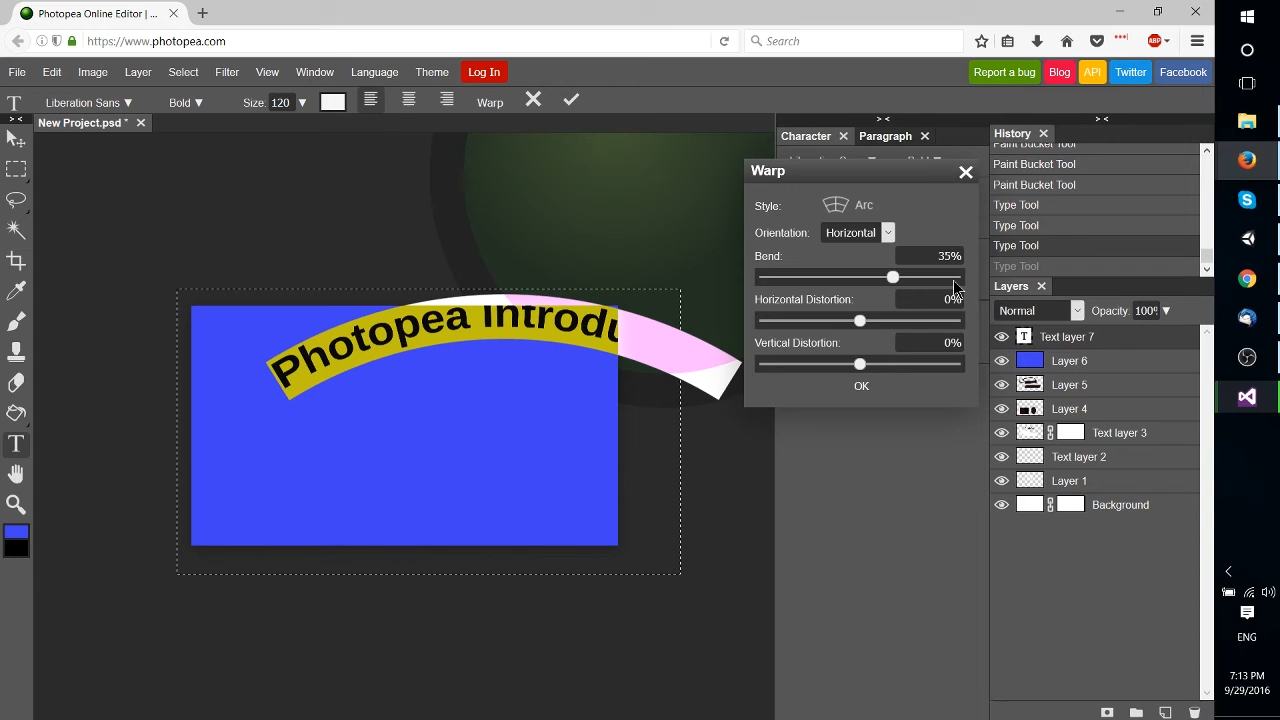 Photopea Online Editor | ...
https://www.photopea.com
Search
ABP
File Edit Image Layer Select Filter View Window Language Theme Log In
Report a bug Blog API Twitter Facebook
Liberation Sans ▼ Bold ▼ Size: 120 ▼ Warp
> < > < > <
New Project.psd * Character Paragraph History
Paint Bucket Tool
Paint Bucket Tool
Paint Bucket Tool
Type Tool
Type Tool
Type Tool
Type Tool
Warp
Style: Arc
Orientation: Horizontal
Bend: 35%
Horizontal Distortion: 0%
Vertical Distortion: 0%
OK
Photopea Introdu
Layers
Normal Opacity: 100%
Text layer 7
Layer 6
Layer 5
Layer 4
Text layer 3
Text layer 2
Layer 1
Background
ENG
7:13 PM
9/29/2016